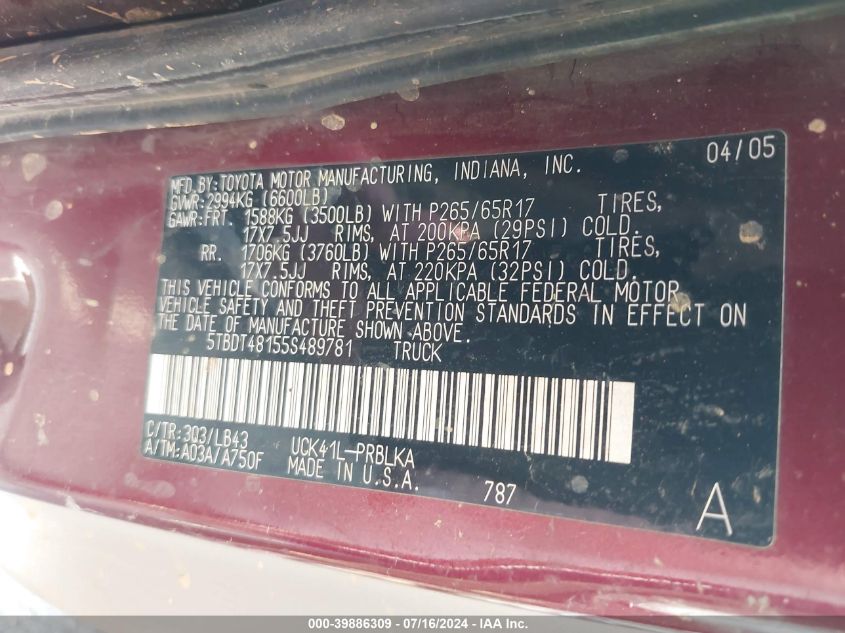 04/05
MFD.BY:TOYOTA MOTOR MANUFACTURING, INDIANA, INC.
GVWR:2994KG (6600LB)
GAWR:FRT. 1588KG (3500LB) WITH P265/65R17 TIRES,
17X7.5JJ RIMS, AT 200KPA (29PSI) COLD.
RR. 1706KG (3760LB) WITH P265/65R17 TIRES,
17X7.5JJ RIMS, AT 220KPA (32PSI) COLD.
THIS VEHICLE CONFORMS TO ALL APPLICABLE FEDERAL MOTOR
VEHICLE SAFETY AND THEFT PREVENTION STANDARDS IN EFFECT ON
THE DATE OF MANUFACTURE SHOWN ABOVE.
5TBDT48155S489781 TRUCK
C/TR:3Q3/LB43 UCK41L-PRBLKA
A/TM:A03A/A750F MADE IN U.S.A.
787
A
000-39886309 / 07/16/2024 - IAA Inc.